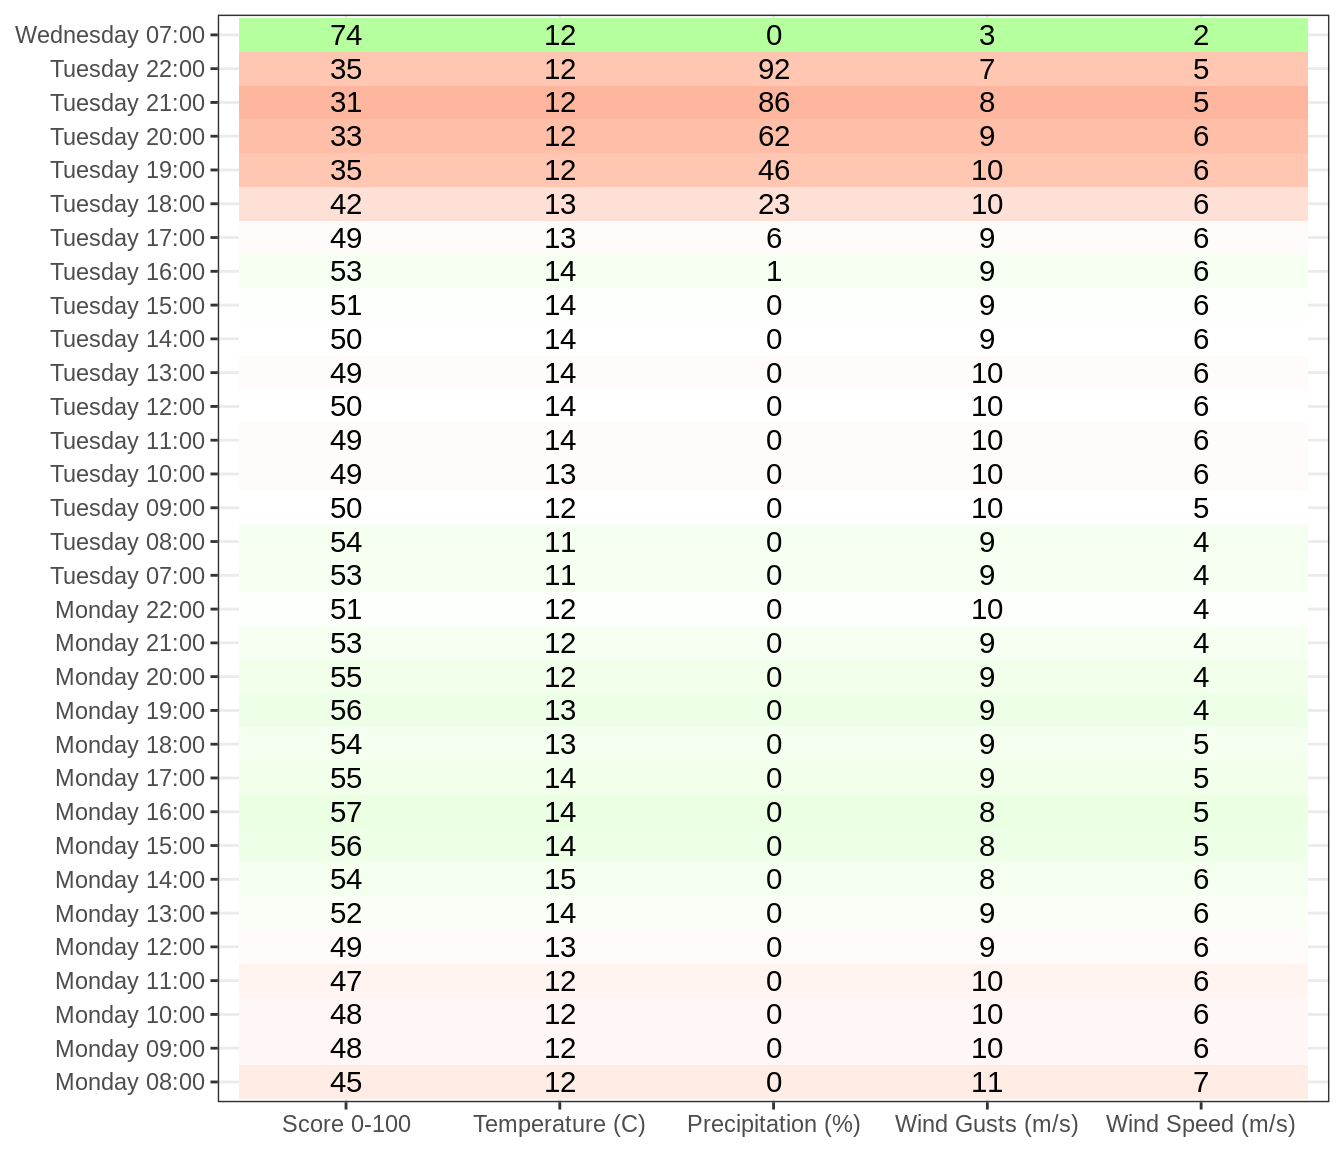 Wednesday 07:00 74 12 0 3 2
Tuesday 22:00 35 12 92 7 5
Tuesday 21:00 31 12 86 8 5
Tuesday 20:00 33 12 62 9 6
Tuesday 19:00 35 12 46 10 6
Tuesday 18:00 42 13 23 10 6
Tuesday 17:00 49 13 6 9 6
Tuesday 16:00 53 14 1 9 6
Tuesday 15:00 51 14 0 9 6
Tuesday 14:00 50 14 0 9 6
Tuesday 13:00 49 14 0 10 6
Tuesday 12:00 50 14 0 10 6
Tuesday 11:00 49 14 0 10 6
Tuesday 10:00 49 13 0 10 6
Tuesday 09:00 50 12 0 10 5
Tuesday 08:00 54 11 0 9 4
Tuesday 07:00 53 11 0 9 4
Monday 22:00 51 12 0 10 4
Monday 21:00 53 12 0 9 4
Monday 20:00 55 12 0 9 4
Monday 19:00 56 13 0 9 4
Monday 18:00 54 13 0 9 5
Monday 17:00 55 14 0 9 5
Monday 16:00 57 14 0 8 5
Monday 15:00 56 14 0 8 5
Monday 14:00 54 15 0 8 6
Monday 13:00 52 14 0 9 6
Monday 12:00 49 13 0 9 6
Monday 11:00 47 12 0 10 6
Monday 10:00 48 12 0 10 6
Monday 09:00 48 12 0 10 6
Monday 08:00 45 12 0 11 7
Score 0-100 Temperature (C) Precipitation (%) Wind Gusts (m/s) Wind Speed (m/s)